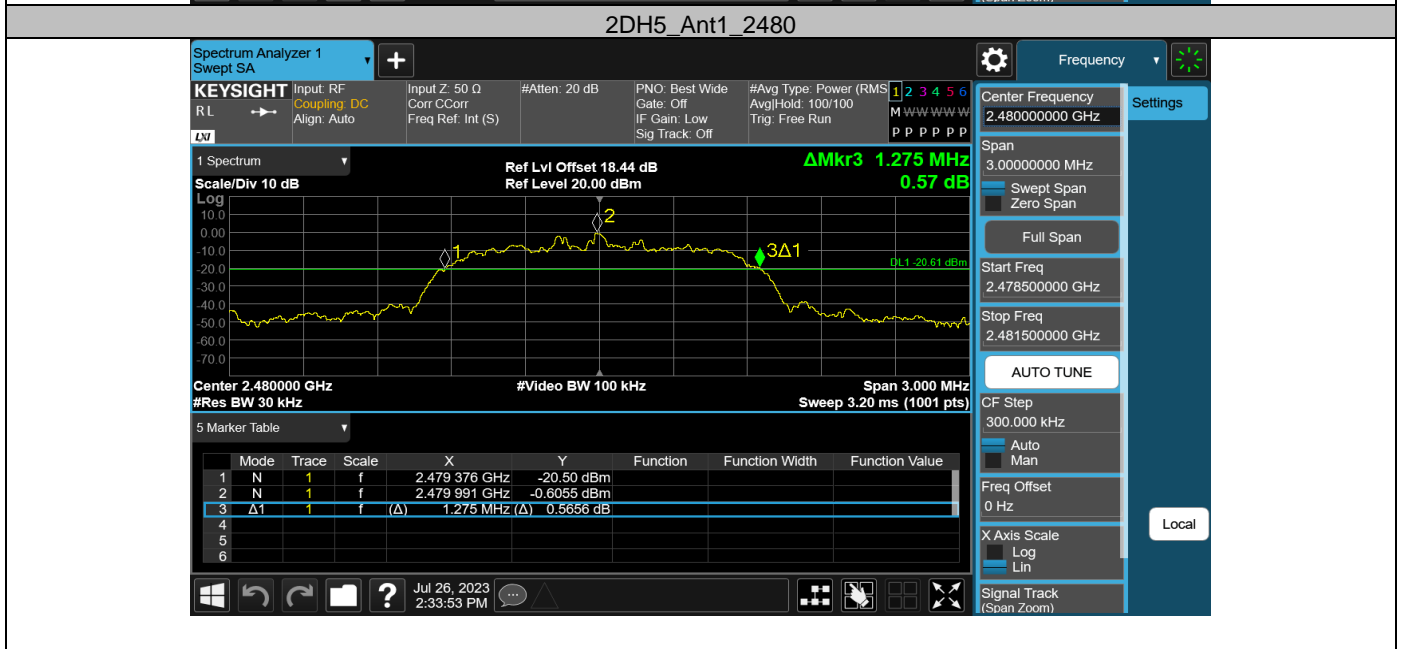 (Span Zoom)
2DH5_Ant1_2480
Spectrum Analyzer 1
Swept SA
+
Frequency
KEYSIGHT
RL
LXI
Input: RF
Coupling: DC
Align: Auto
Input Z: 50 Ω
Corr CCorr
Freq Ref: Int (S)
#Atten: 20 dB
PNO: Best Wide
Gate: Off
IF Gain: Low
Sig Track: Off
#Avg Type: Power (RMS
Avg|Hold: 100/100
Trig: Free Run
1 2 3 4 5 6
M W W W W W
P P P P P P
Center Frequency
2.480000000 GHz
Settings
Span
3.00000000 MHz
Swept Span
Zero Span
Full Span
Start Freq
2.478500000 GHz
Stop Freq
2.481500000 GHz
AUTO TUNE
CF Step
300.000 kHz
Auto
Man
Freq Offset
0 Hz
X Axis Scale
Log
Lin
Signal Track
(Span Zoom)
Local
1 Spectrum
Scale/Div 10 dB
Ref Lvl Offset 18.44 dB
Ref Level 20.00 dBm
ΔMkr3 1.275 MHz
0.57 dB
Log
10.0
0.00
-10.0
-20.0
-30.0
-40.0
-50.0
-60.0
-70.0
1
2
3Δ1
DL1 -20.61 dBm
Center 2.480000 GHz
#Video BW 100 kHz
Span 3.000 MHz
#Res BW 30 kHz
Sweep 3.20 ms (1001 pts)
5 Marker Table
Mode Trace Scale X Y Function Function Width Function Value
1 N 1 f 2.479 376 GHz -20.50 dBm
2 N 1 f 2.479 991 GHz -0.6055 dBm
3 Δ1 1 f (Δ) 1.275 MHz (Δ) 0.5656 dB
4
5
6
?
Jul 26, 2023
2:33:53 PM